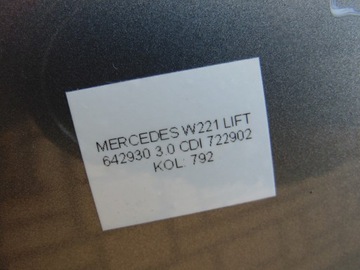 MERCEDES W221 LIFT
642930 3 0 CDI 722902
KOL: 792